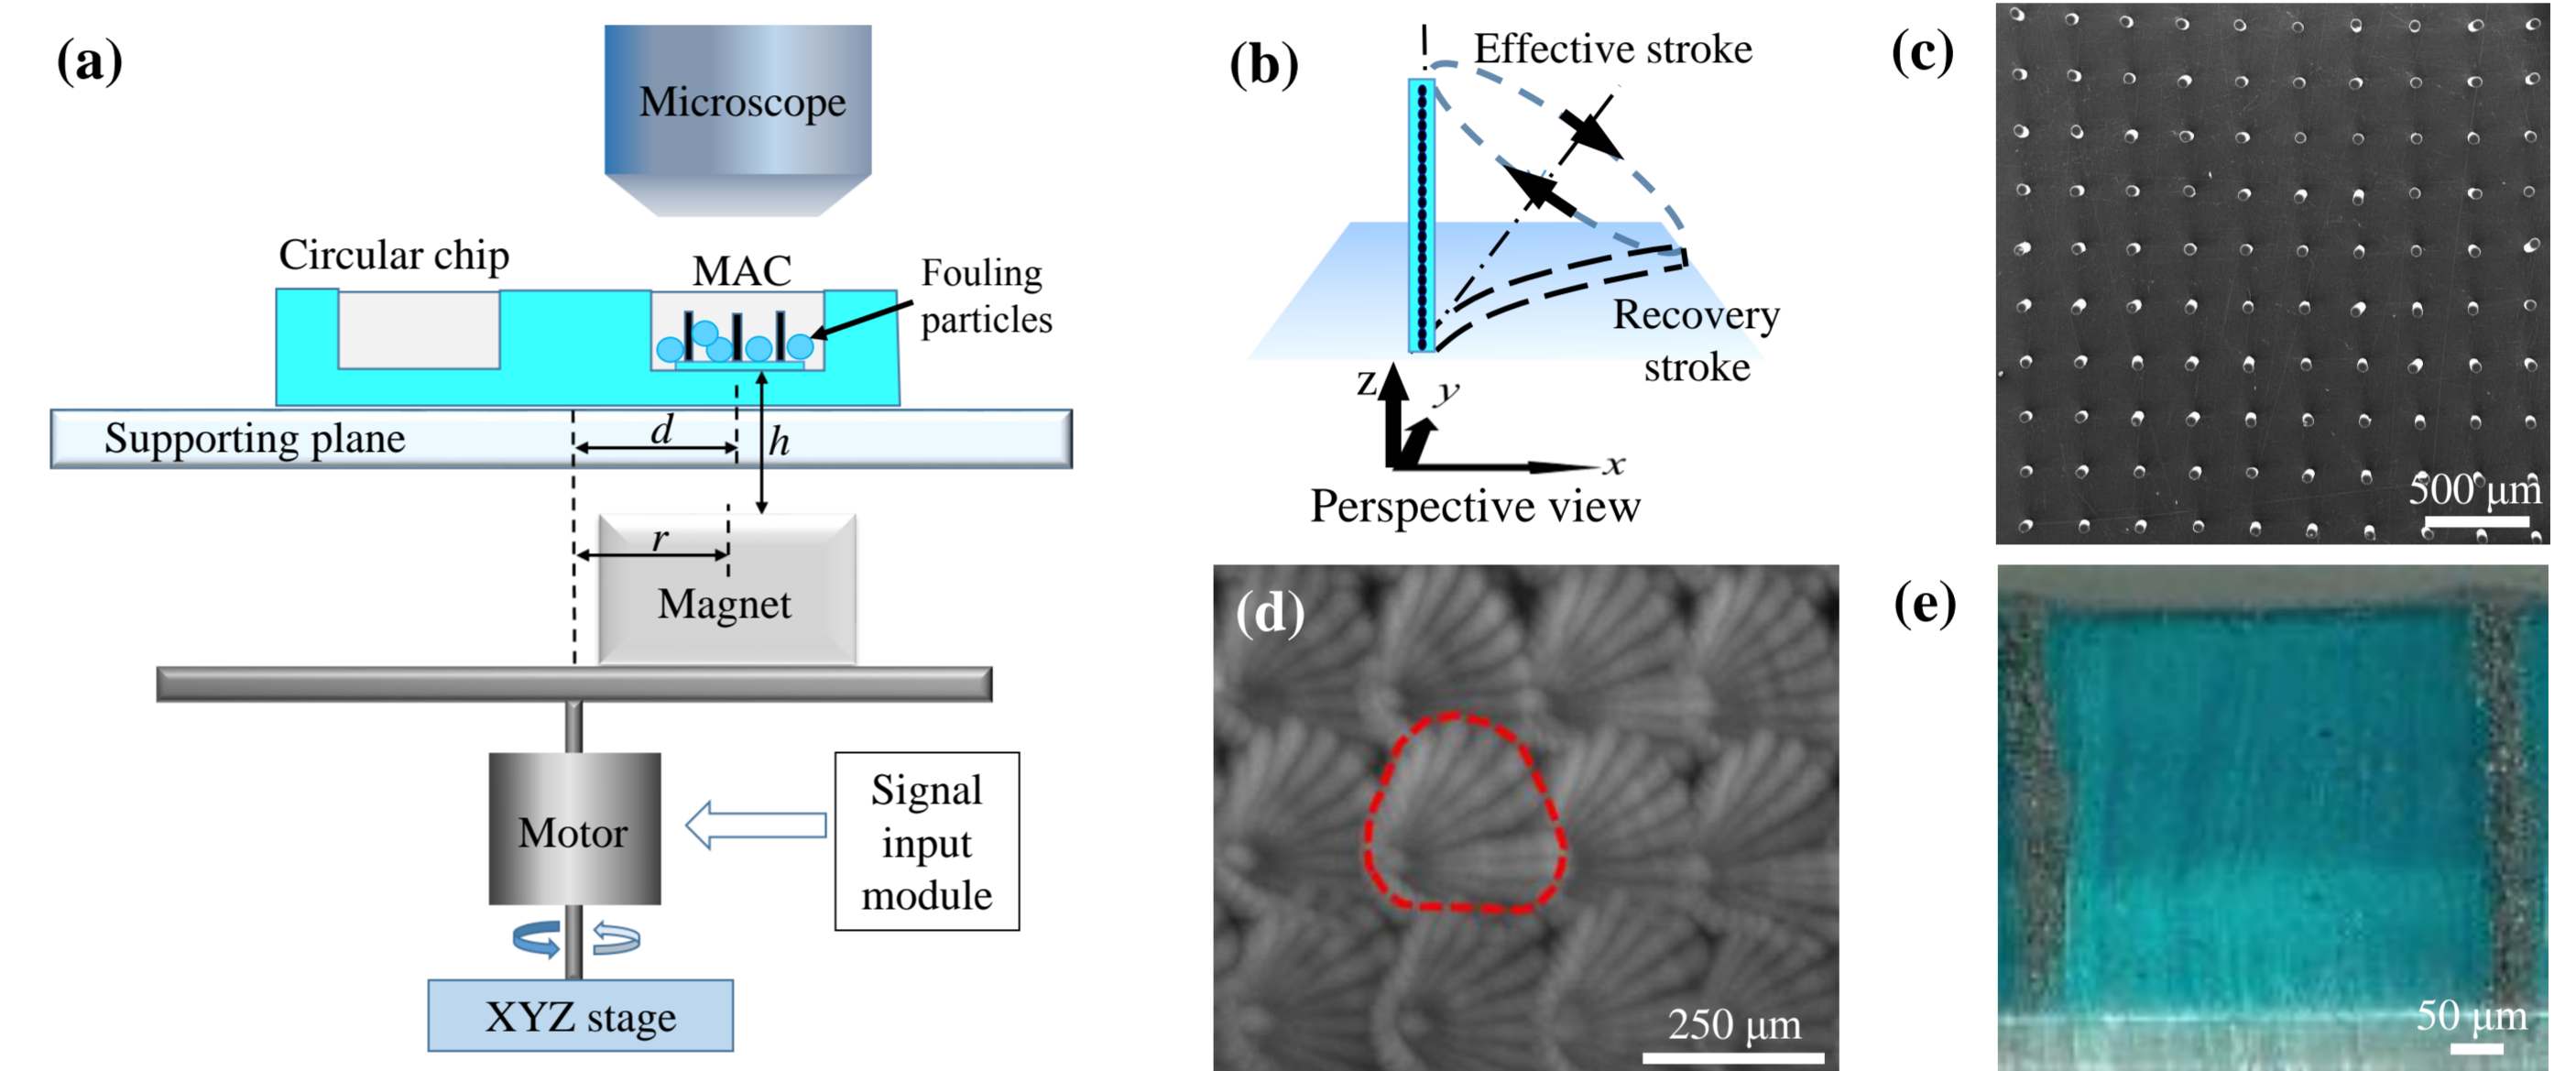 (a)
Microscope
Circular chip
MAC
Fouling
particles
Supporting plane
d
h
r
Magnet
Motor
Signal
input
module
XYZ stage
(b)
Effective stroke
Recovery
stroke
z
y
x
Perspective view
(c)
500 μm
(d)
250 μm
(e)
50 μm